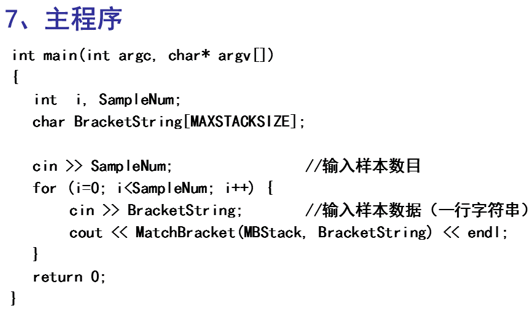 7、主程序
int main(int argc, char* argv[])
{
int i, SampleNum;
char BracketString[MAXSTACKSIZE];
cin >> SampleNum; //输入样本数目
for (i=0; i<SampleNum; i++) {
cin >> BracketString; //输入样本数据（一行字符串）
cout << MatchBracket(MBStack, BracketString) << endl;
}
return 0;
}